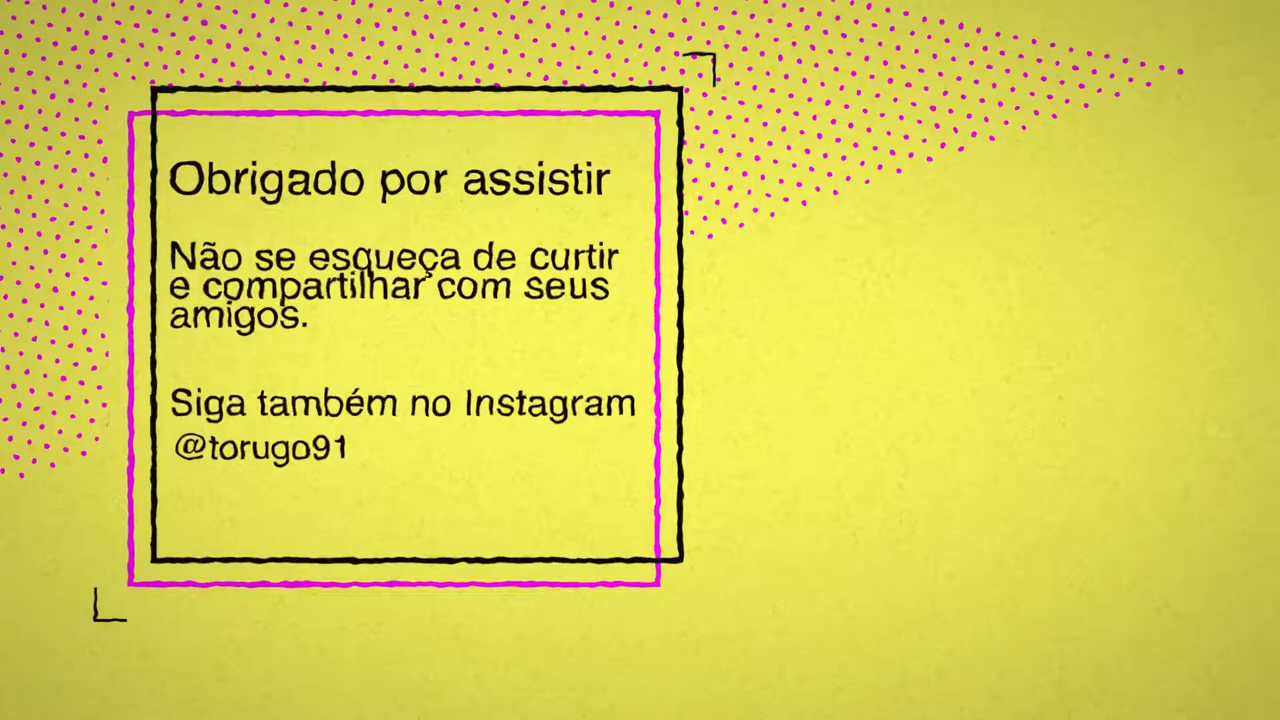 Obrigado por assistir
Não se esqueça de curtir
e compartilhar com seus
amigos.
Siga também no Instagram
@torugo91